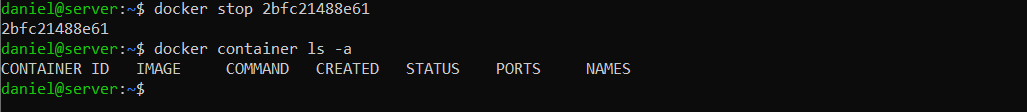 daniel@server:~$ docker stop 2bfc21488e61
2bfc21488e61
daniel@server:~$ docker container ls -a
CONTAINER ID   IMAGE     COMMAND   CREATED   STATUS    PORTS     NAMES
daniel@server:~$